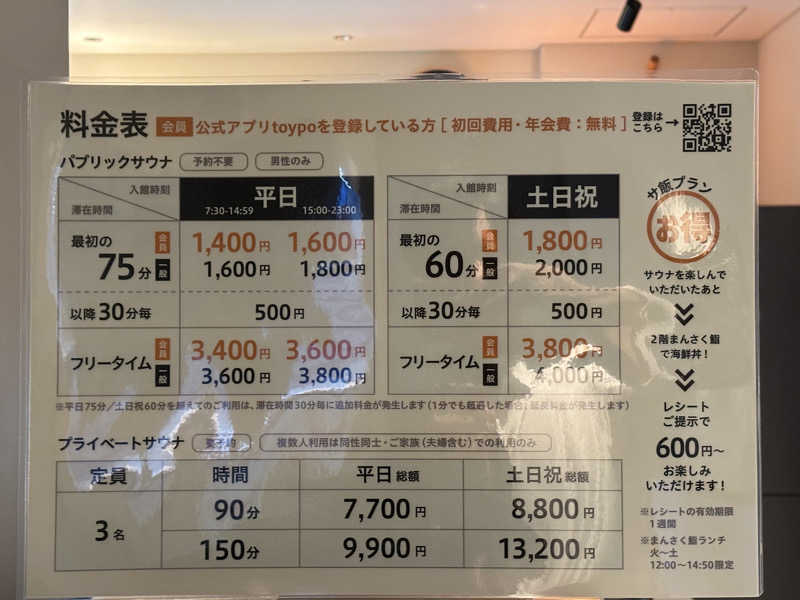 料金表 会員 公式アプリtoypoを登録している方 [ 初回費用・年会費：無料 ] 登録はこちら→
パブリックサウナ 予約不要 男性のみ
滞在時間 入館時刻 平日
7:30-14:59 15:00-23:00
最初の75分 会員 1,400円 1,600円
一般 1,600円 1,800円
以降30分毎 500円
フリータイム 会員 3,400円 3,600円
一般 3,600円 3,800円
滞在時間 入館時刻 土日祝
最初の60分 会員 1,800円
一般 2,000円
以降30分毎 500円
フリータイム 会員 3,800円
一般 4,000円
※平日75分／土日祝60分を超えてのご利用は、滞在時間30分毎に追加料金が発生します（1分でも超過した場合、延長料金が発生します）
プライベートサウナ 要予約 複数人利用は同性同士・ご家族（夫婦含む）での利用のみ
定員 時間 平日 総額 土日祝 総額
3名 90分 7,700円 8,800円
150分 9,900円 13,200円
サ飯プラン
お得
サウナを楽しんで
いただいたあと
2階まんさく鮨
で海鮮丼！
レシート
ご提示で
600円～
お楽しみ
いただけます！
※レシートの有効期限
1週間
※まんさく鮨ランチ
火～土
12:00～14:50限定